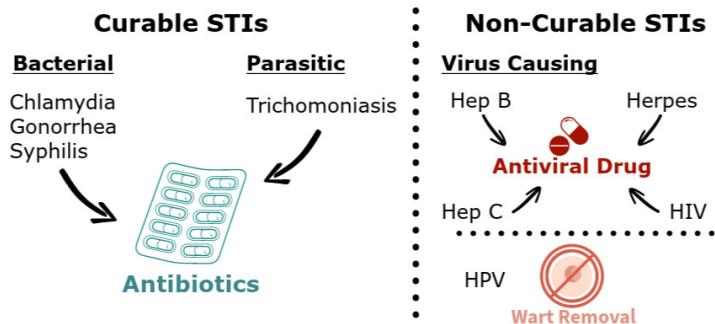 Curable STIs
Bacterial
Chlamydia
Gonorrhea
Syphilis
Parasitic
Trichomoniasis
Antibiotics
Non-Curable STIs
Virus Causing
Hep B
Herpes
Antiviral Drug
Hep C
HIV
HPV
Wart Removal